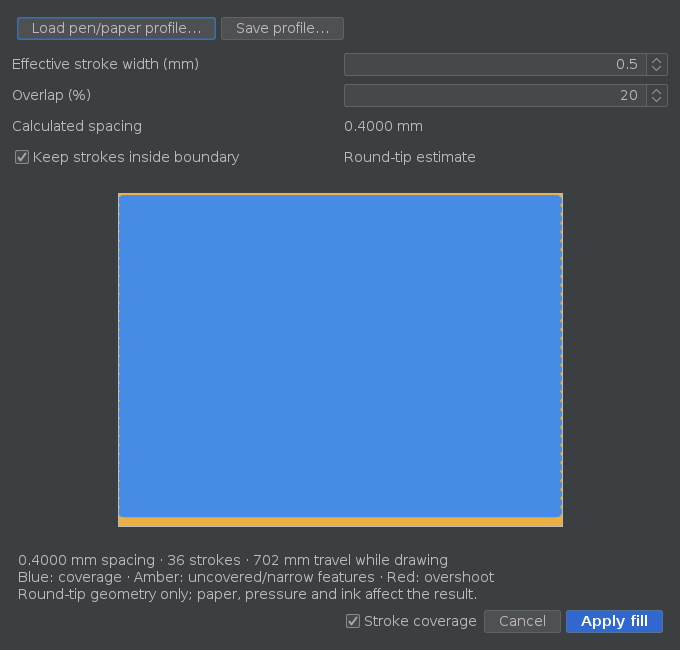 Load pen/paper profile... Save profile...
Effective stroke width (mm) 0.5
Overlap (%) 20
Calculated spacing 0.4000 mm
Keep strokes inside boundary Round-tip estimate
0.4000 mm spacing · 36 strokes · 702 mm travel while drawing
Blue: coverage · Amber: uncovered/narrow features · Red: overshoot
Round-tip geometry only; paper, pressure and ink affect the result.
Stroke coverage Cancel Apply fill